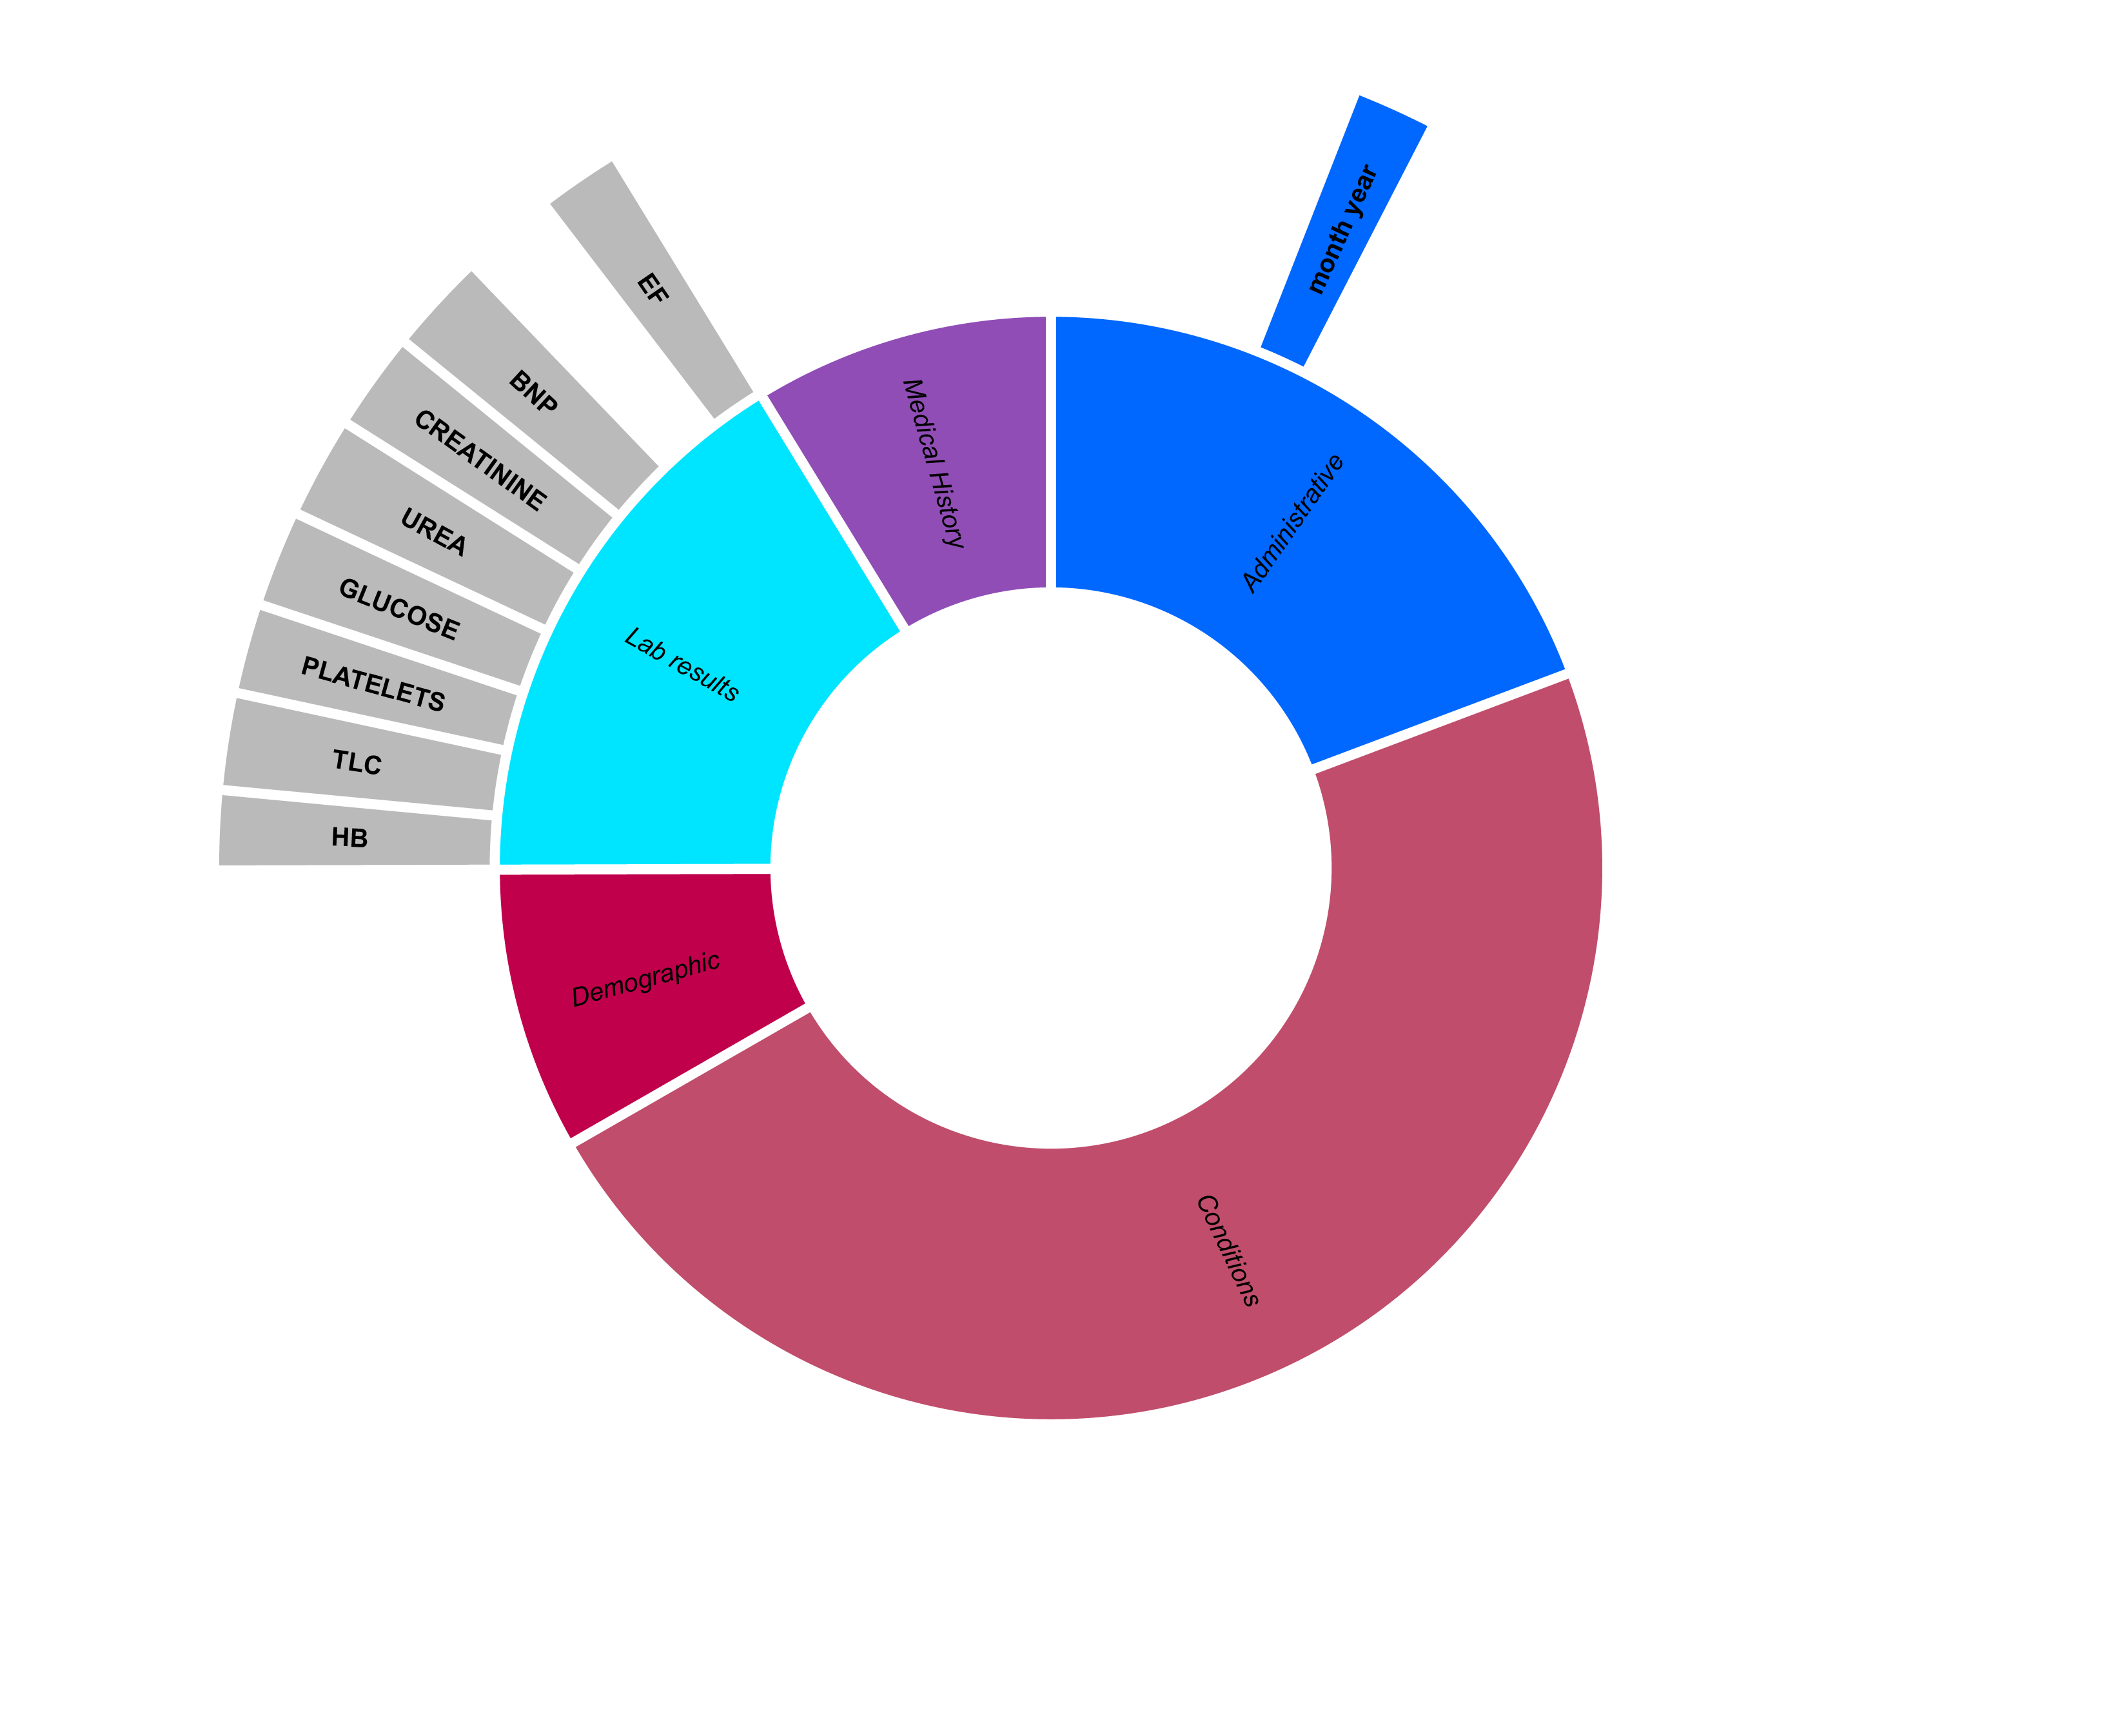 month year
EF
BNP
CREATININE
UREA
GLUCOSE
PLATELETS
TLC
HB
Medical History
Administrative
Lab results
Demographic
Conditions